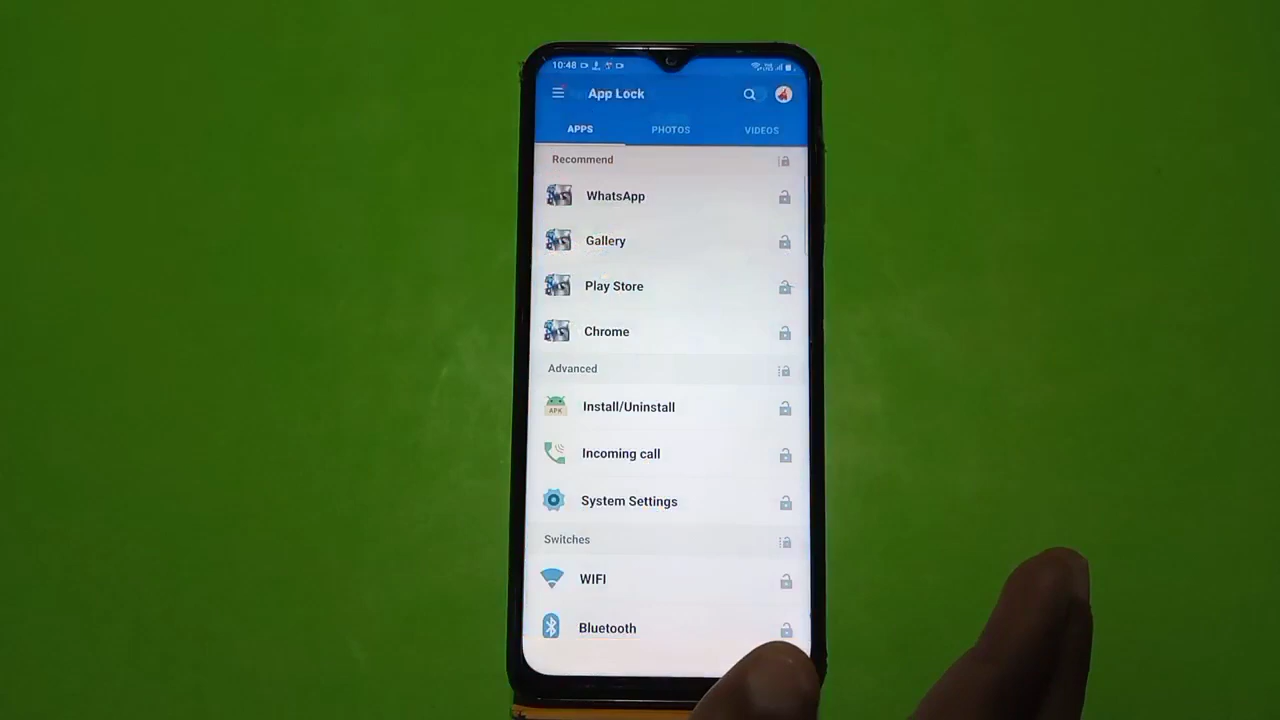 10:48
App Lock
APPS PHOTOS VIDEOS
Recommend
WhatsApp
Gallery
Play Store
Chrome
Advanced
APK
Install/Uninstall
Incoming call
System Settings
Switches
WIFI
Bluetooth